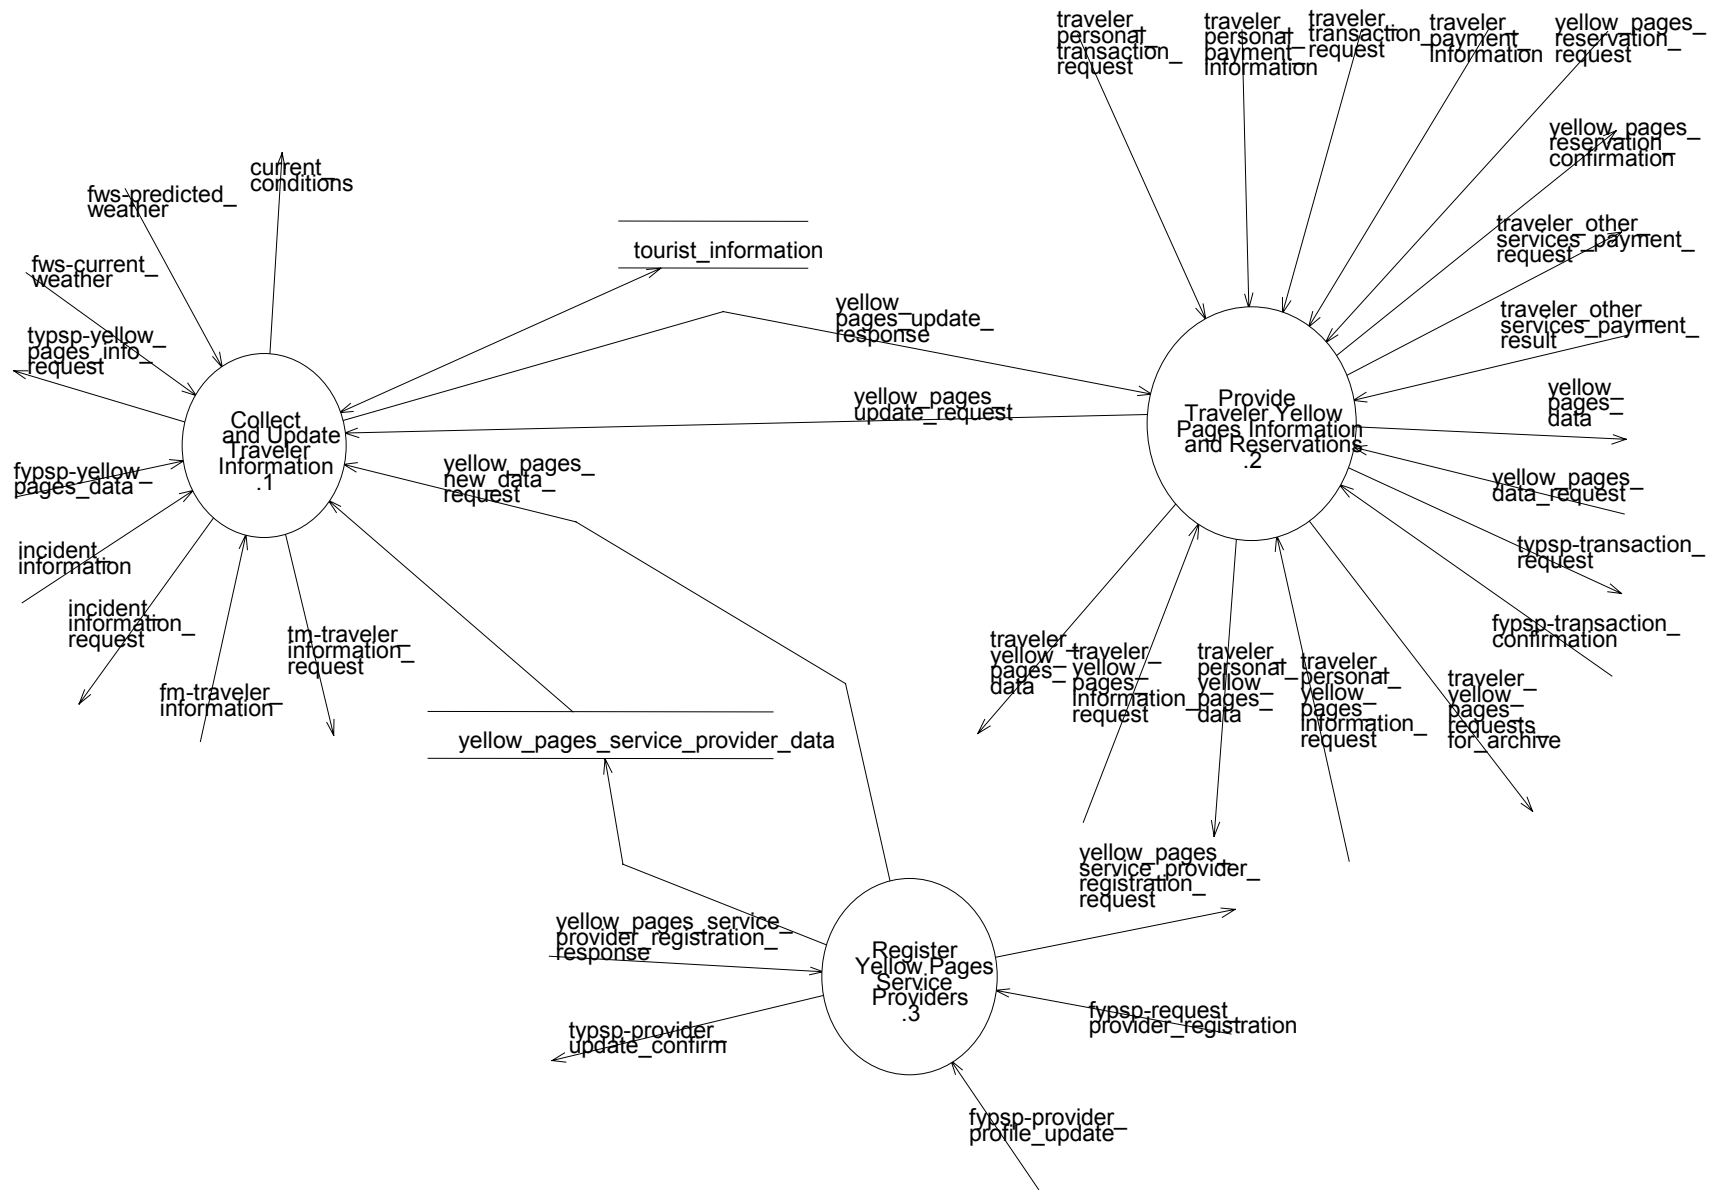 traveler_
personal_
transaction_
request
traveler_
personal_
payment_
information
traveler_
transaction_
request
traveler_
payment_
information
yellow_pages_
reservation_
request
yellow_pages_
reservation_
confirmation
current_
conditions
fws-predicted_
weather
fws-current_
weather
tourist_information
traveler_other_
services_payment_
request
yellow_
pages_update_
response
traveler_other_
services_payment_
result
typsp-yellow_
pages_info_
request
yellow_pages_
update_request
yellow_
pages_
data
Collect
and Update
Traveler
Information
.1
Provide
Traveler Yellow
Pages Information
and Reservations
.2
fypsp-yellow_
pages_data
yellow_pages_
new_data_
request
yellow_pages_
data_request
incident_
information
typsp-transaction_
request
incident_
information_
request
tm-traveler_
information_
request
fypsp-transaction_
confirmation
fm-traveler_
information
traveler_
yellow_
pages_
data
traveler_
yellow_
pages_
information_
request
traveler_
personal_
yellow_
pages_
data
traveler_
personal_
yellow_
pages_
information_
request
traveler_
yellow_
pages_
requests_
for_archive
yellow_pages_service_provider_data
yellow_pages_
service_provider_
registration_
request
yellow_pages_service_
provider_registration_
response
Register
Yellow Pages
Service
Providers
.3
fypsp-request_
provider_registration
typsp-provider_
update_confirm
fypsp-provider_
profile_update